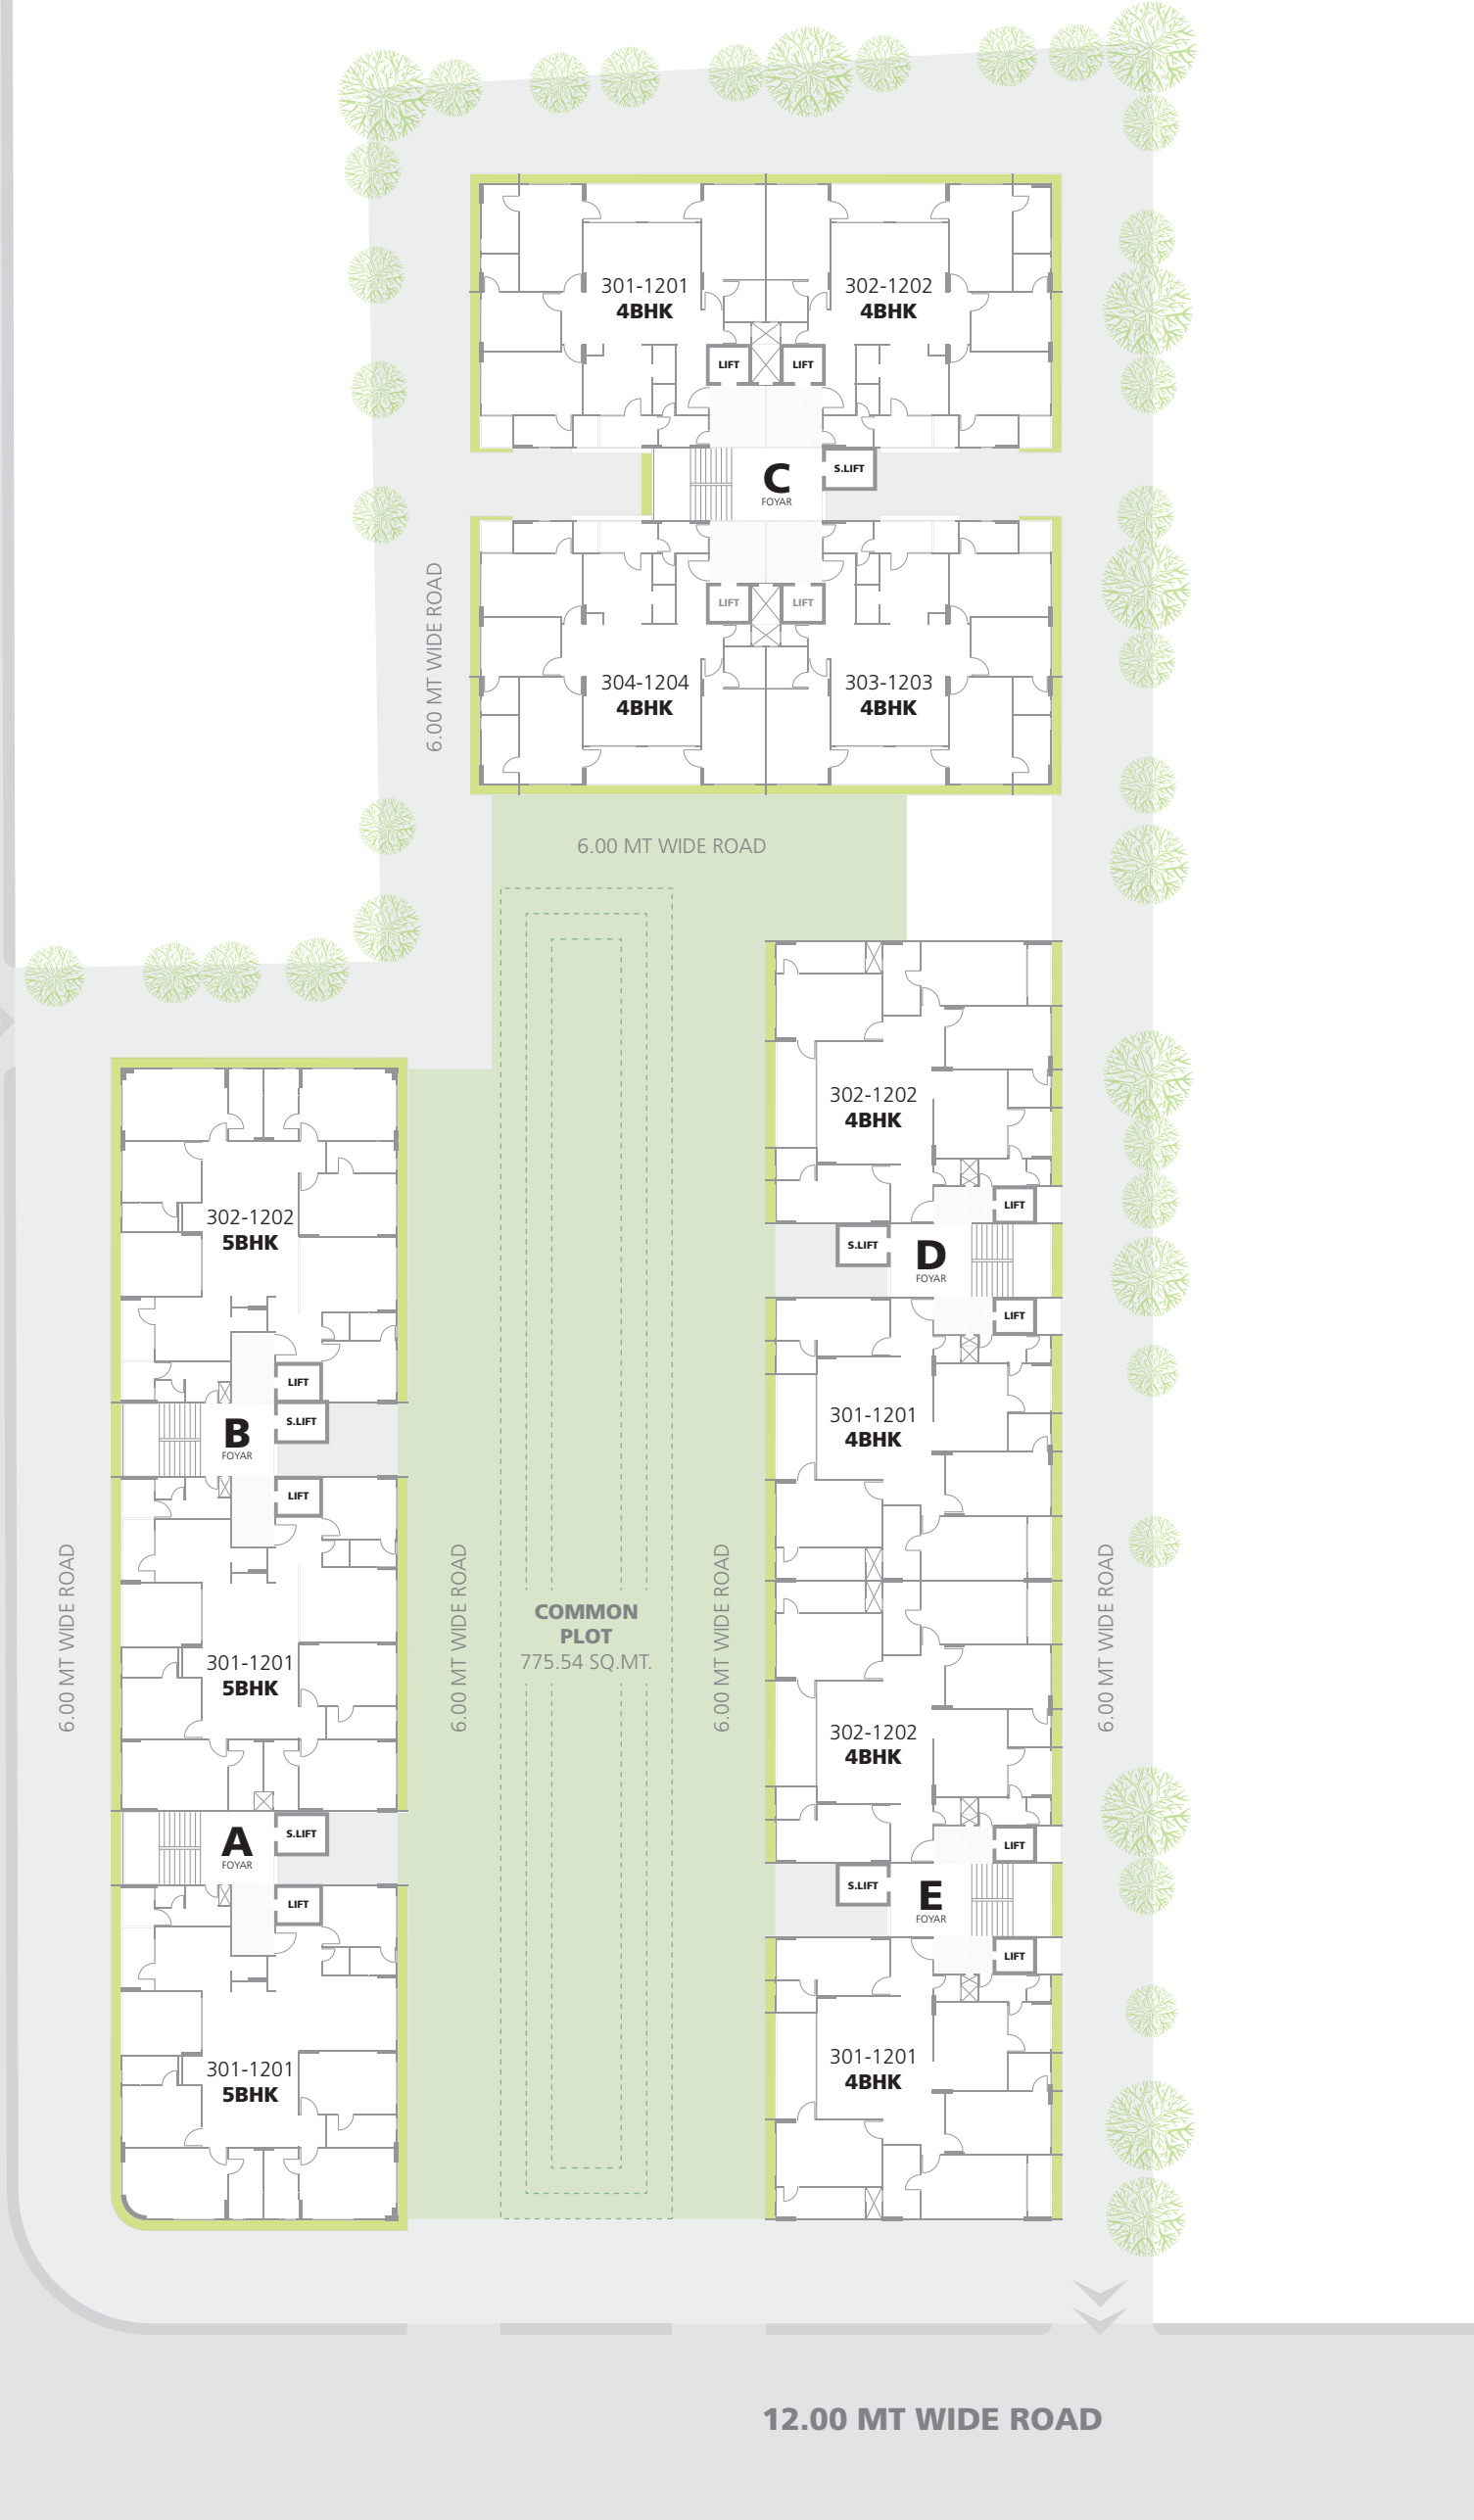 301-1201
4BHK
302-1202
4BHK
LIFT
LIFT
C
FOYAR
S.LIFT
LIFT
LIFT
304-1204
4BHK
303-1203
4BHK
6.00 MT WIDE ROAD
6.00 MT WIDE ROAD
302-1202
4BHK
LIFT
S.LIFT
D
FOYAR
LIFT
301-1201
4BHK
302-1202
5BHK
LIFT
B
FOYAR
S.LIFT
LIFT
301-1201
5BHK
6.00 MT WIDE ROAD
6.00 MT WIDE ROAD
COMMON
PLOT
775.54 SQ.MT.
6.00 MT WIDE ROAD
6.00 MT WIDE ROAD
302-1202
4BHK
A
FOYAR
S.LIFT
LIFT
LIFT
S.LIFT
E
FOYAR
LIFT
301-1201
5BHK
301-1201
4BHK
12.00 MT WIDE ROAD